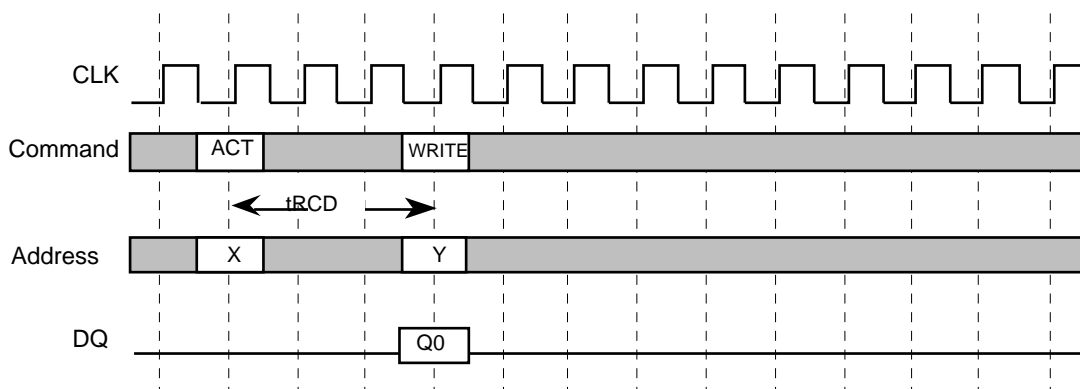 CLK
Command ACT WRITE
tRCD
Address X Y
DQ Q0